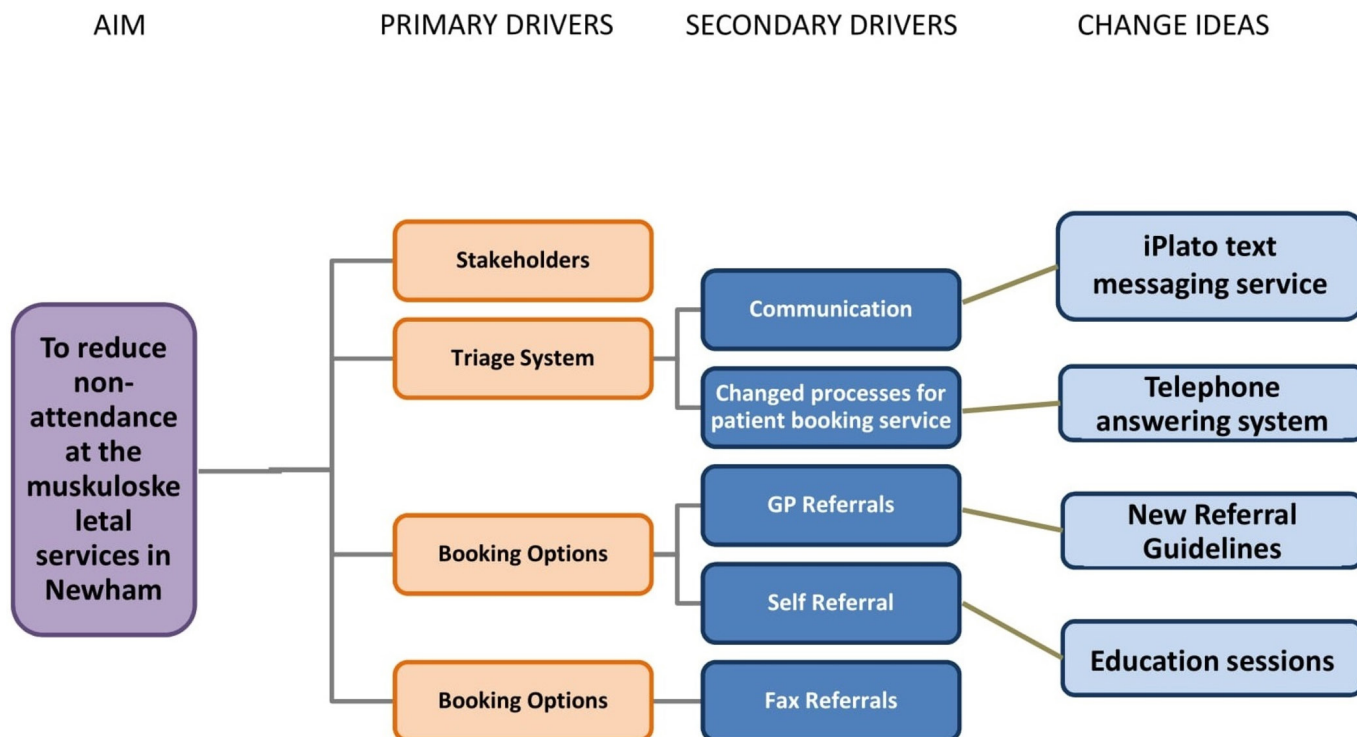 AIM
PRIMARY DRIVERS
SECONDARY DRIVERS
CHANGE IDEAS
To reduce
non-
attendance
at the
muskuloske
letal
services in
Newham
Stakeholders
Triage System
Booking Options
Booking Options
Communication
Changed processes for
patient booking service
GP Referrals
Self Referral
Fax Referrals
iPlato text
messaging service
Telephone
answering system
New Referral
Guidelines
Education sessions